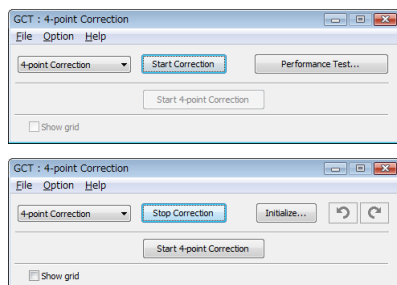 GCT : 4-point Correction
File Option Help
4-point Correction Start Correction Performance Test...
Start 4-point Correction
Show grid
GCT : 4-point Correction
File Option Help
4-point Correction Stop Correction Initialize...
Start 4-point Correction
Show grid